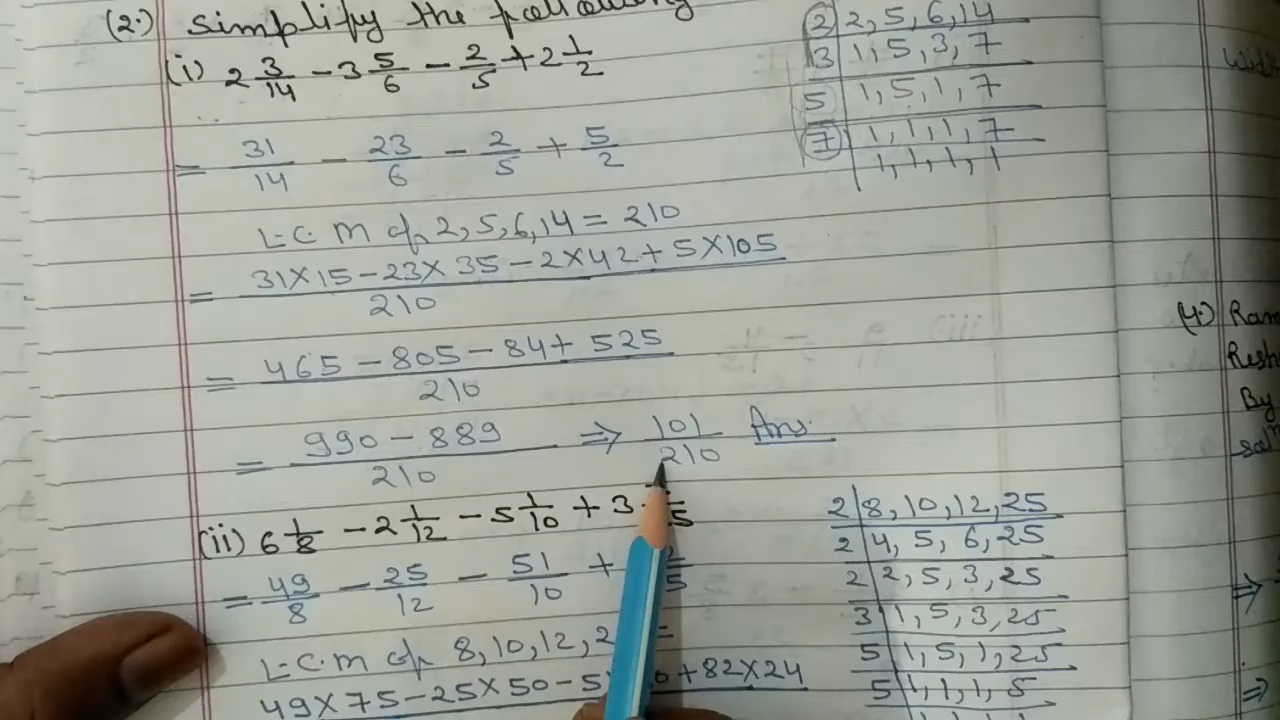 (2.) Simplify the following
(i) 2 3/14 - 3 5/6 - 2/5 + 2 1/2
= 31/14 - 23/6 - 2/5 + 5/2
L.C.M of 2, 5, 6, 14 = 210
= 31×15 - 23×35 - 2×42 + 5×105 / 210
= 465 - 805 - 84 + 525 / 210
= 990 - 889 / 210 ⇒ 101/210 Ans.
(ii) 6 1/8 - 2 1/12 - 5 1/10 + 3
= 49/8 - 25/12 - 51/10 +
L.C.M of 8, 10, 12, 2 =
49×75 - 25×50 - 5 0 + 82×24
2 | 2, 5, 6, 14
3 | 1, 5, 3, 7
5 | 1, 5, 1, 7
7 | 1, 1, 1, 7
1, 1, 1, 1
2 | 8, 10, 12, 25
2 | 4, 5, 6, 25
2 | 2, 5, 3, 25
3 | 1, 5, 3, 25
5 | 1, 5, 1, 25
5 | 1, 1, 1, 5
(4.) Ram
Resh
By
⇒
⇒